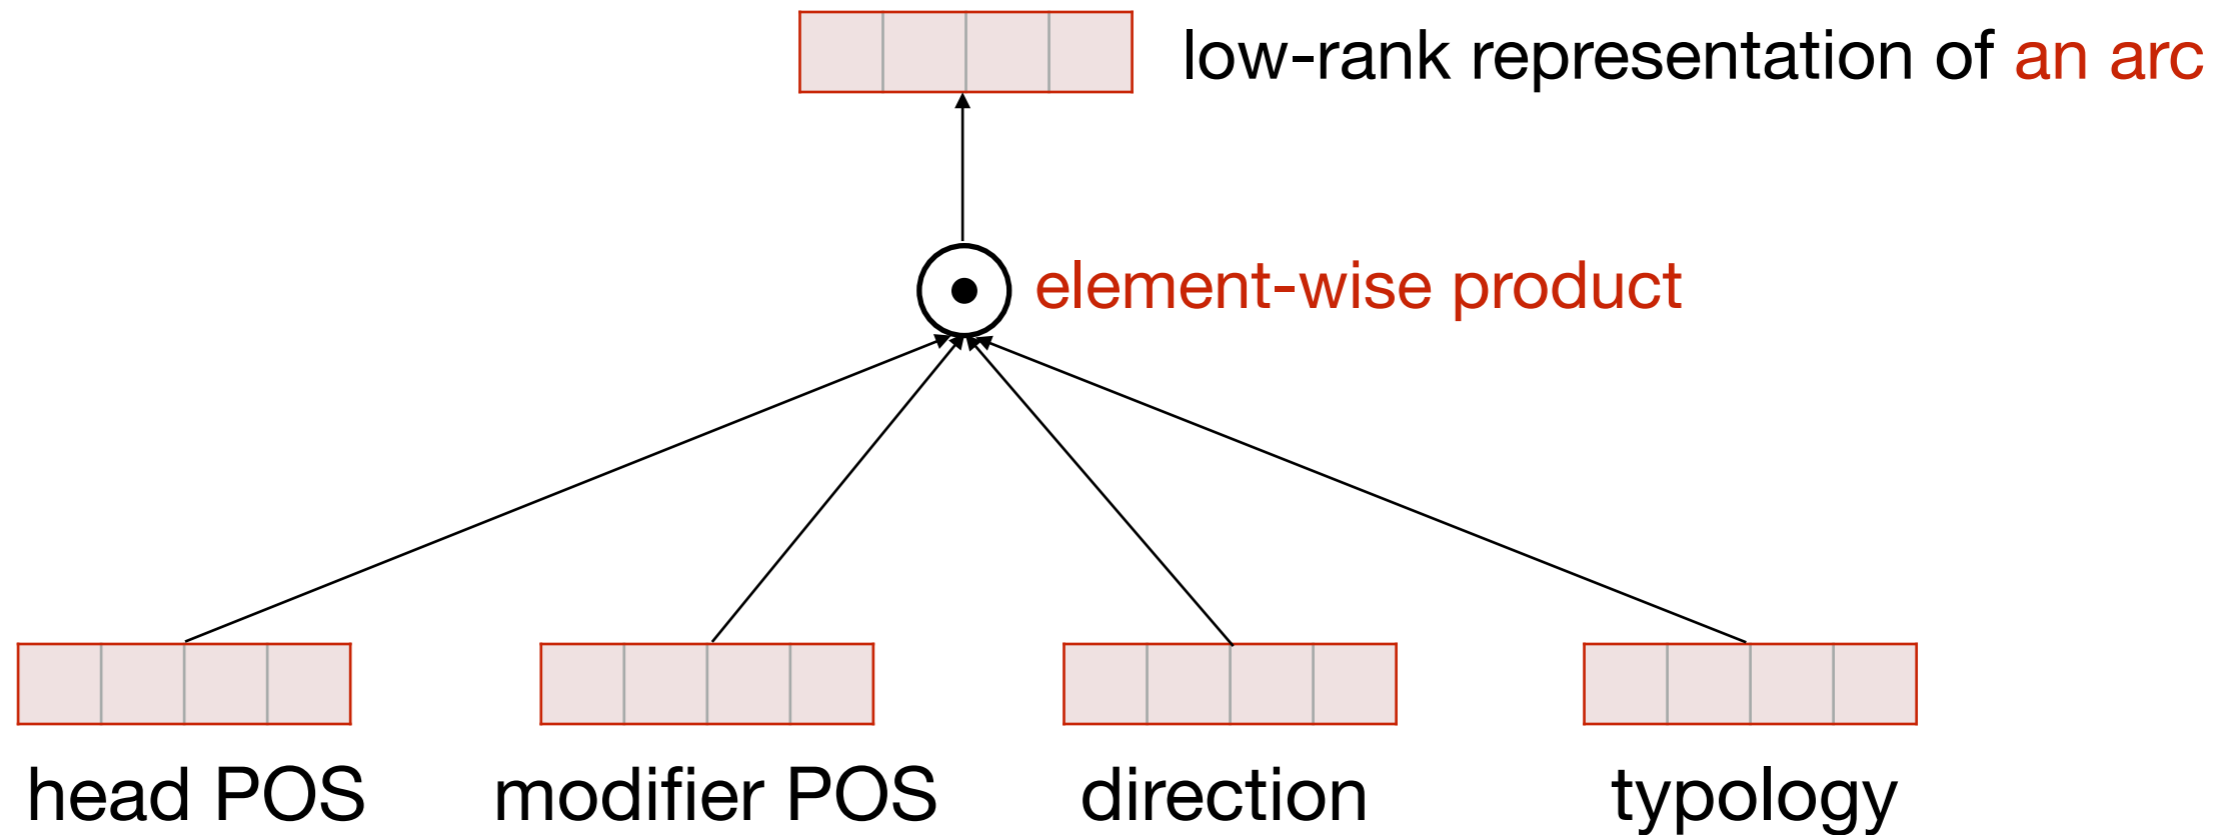 low-rank representation of an arc
element-wise product
head POS
modifier POS
direction
typology